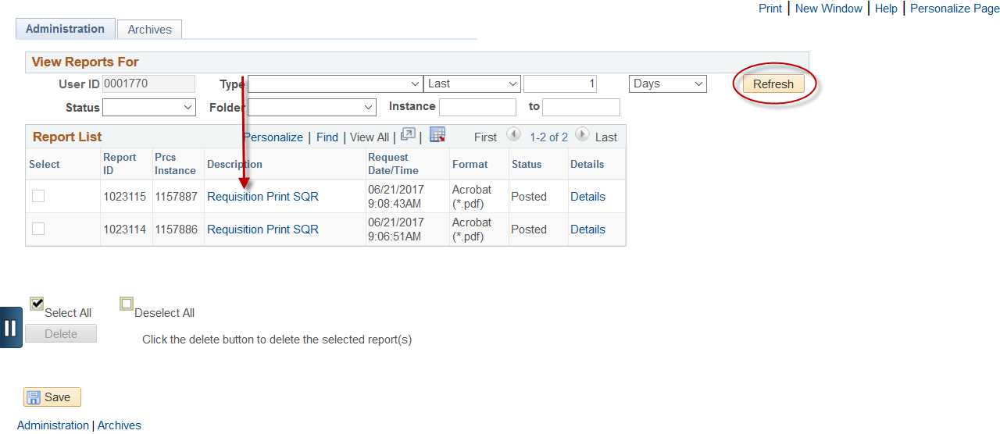 Print | New Window | Help | Personalize Page
Administration Archives
View Reports For
User ID 0001770 Type Last 1 Days Refresh
Status Folder Instance to
Report List Personalize | Find | View All | | First 1-2 of 2 Last
Select Report ID Prcs Instance Description Request Date/Time Format Status Details
1023115 1157887 Requisition Print SQR 06/21/2017 9:08:43AM Acrobat (*.pdf) Posted Details
1023114 1157886 Requisition Print SQR 06/21/2017 9:06:51AM Acrobat (*.pdf) Posted Details
Select All Deselect All
Delete Click the delete button to delete the selected report(s)
Save
Administration | Archives